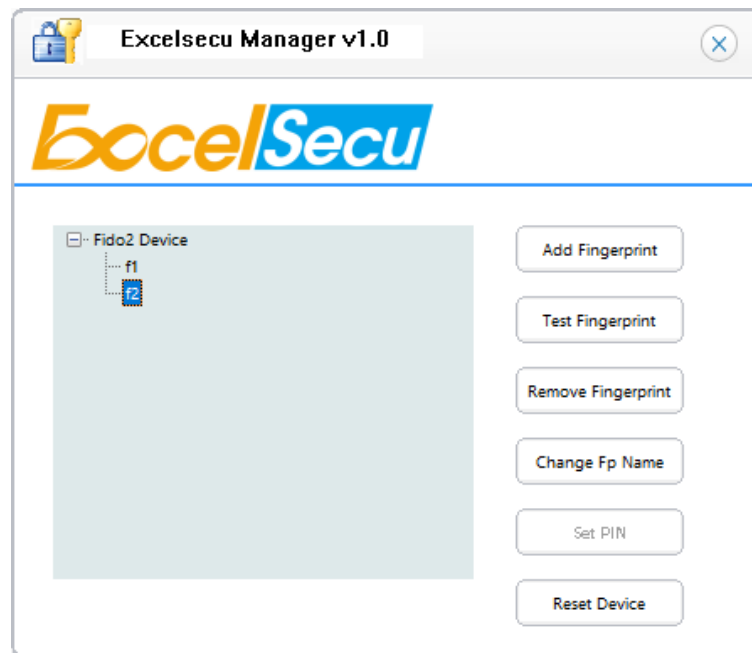 Excelsecu Manager v1.0
ExcelSecu
Fido2 Device
f1
f2
Add Fingerprint
Test Fingerprint
Remove Fingerprint
Change Fp Name
Set PIN
Reset Device